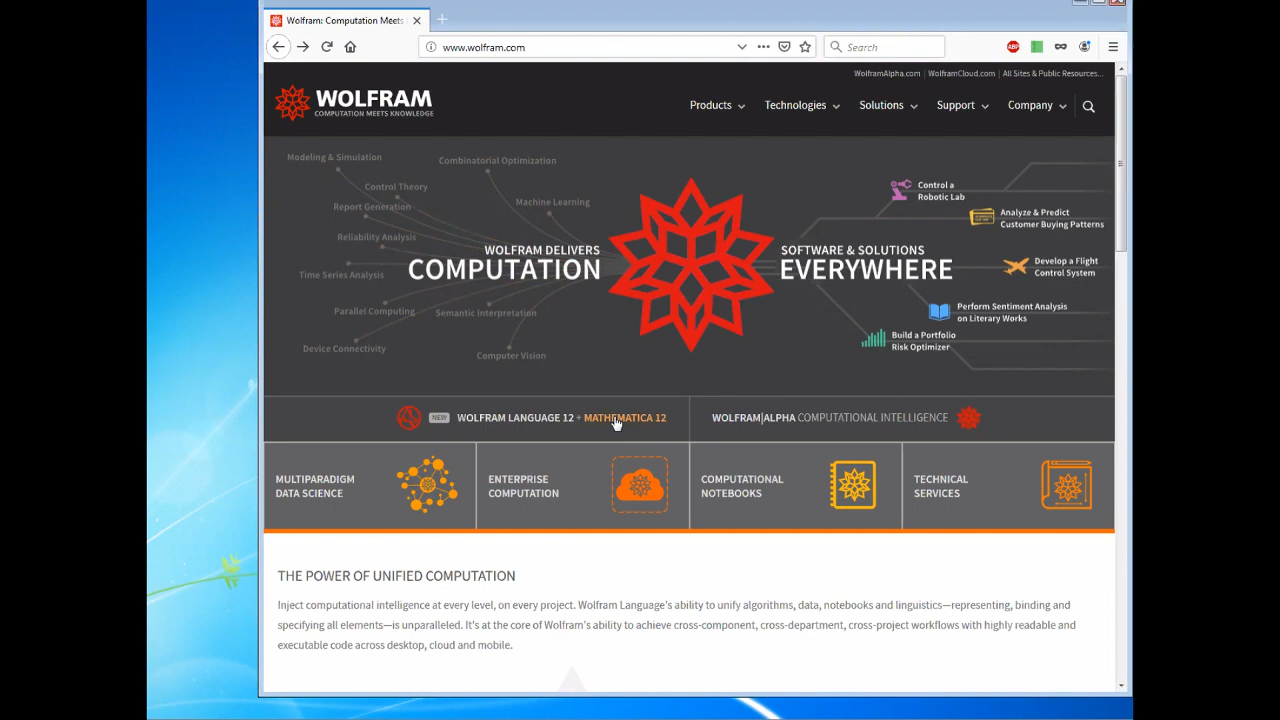 Wolfram: Computation Meets
www.wolfram.com
Search
ABP
WolframAlpha.com | WolframCloud.com | All Sites & Public Resources...
WOLFRAM
COMPUTATION MEETS KNOWLEDGE
Products
Technologies
Solutions
Support
Company
Modeling & Simulation
Combinatorial Optimization
Control Theory
Machine Learning
Report Generation
Reliability Analysis
Time Series Analysis
Parallel Computing
Semantic Interpretation
Device Connectivity
Computer Vision
WOLFRAM DELIVERS
COMPUTATION
SOFTWARE & SOLUTIONS
EVERYWHERE
Control a
Robotic Lab
Analyze & Predict
Customer Buying Patterns
Develop a Flight
Control System
Perform Sentiment Analysis
on Literary Works
Build a Portfolio
Risk Optimizer
NEW WOLFRAM LANGUAGE 12 + MATHEMATICA 12
WOLFRAM|ALPHA COMPUTATIONAL INTELLIGENCE
MULTIPARADIGM
DATA SCIENCE
ENTERPRISE
COMPUTATION
COMPUTATIONAL
NOTEBOOKS
TECHNICAL
SERVICES
THE POWER OF UNIFIED COMPUTATION
Inject computational intelligence at every level, on every project. Wolfram Language's ability to unify algorithms, data, notebooks and linguistics—representing, binding and
specifying all elements—is unparalleled. It's at the core of Wolfram's ability to achieve cross-component, cross-department, cross-project workflows with highly readable and
executable code across desktop, cloud and mobile.